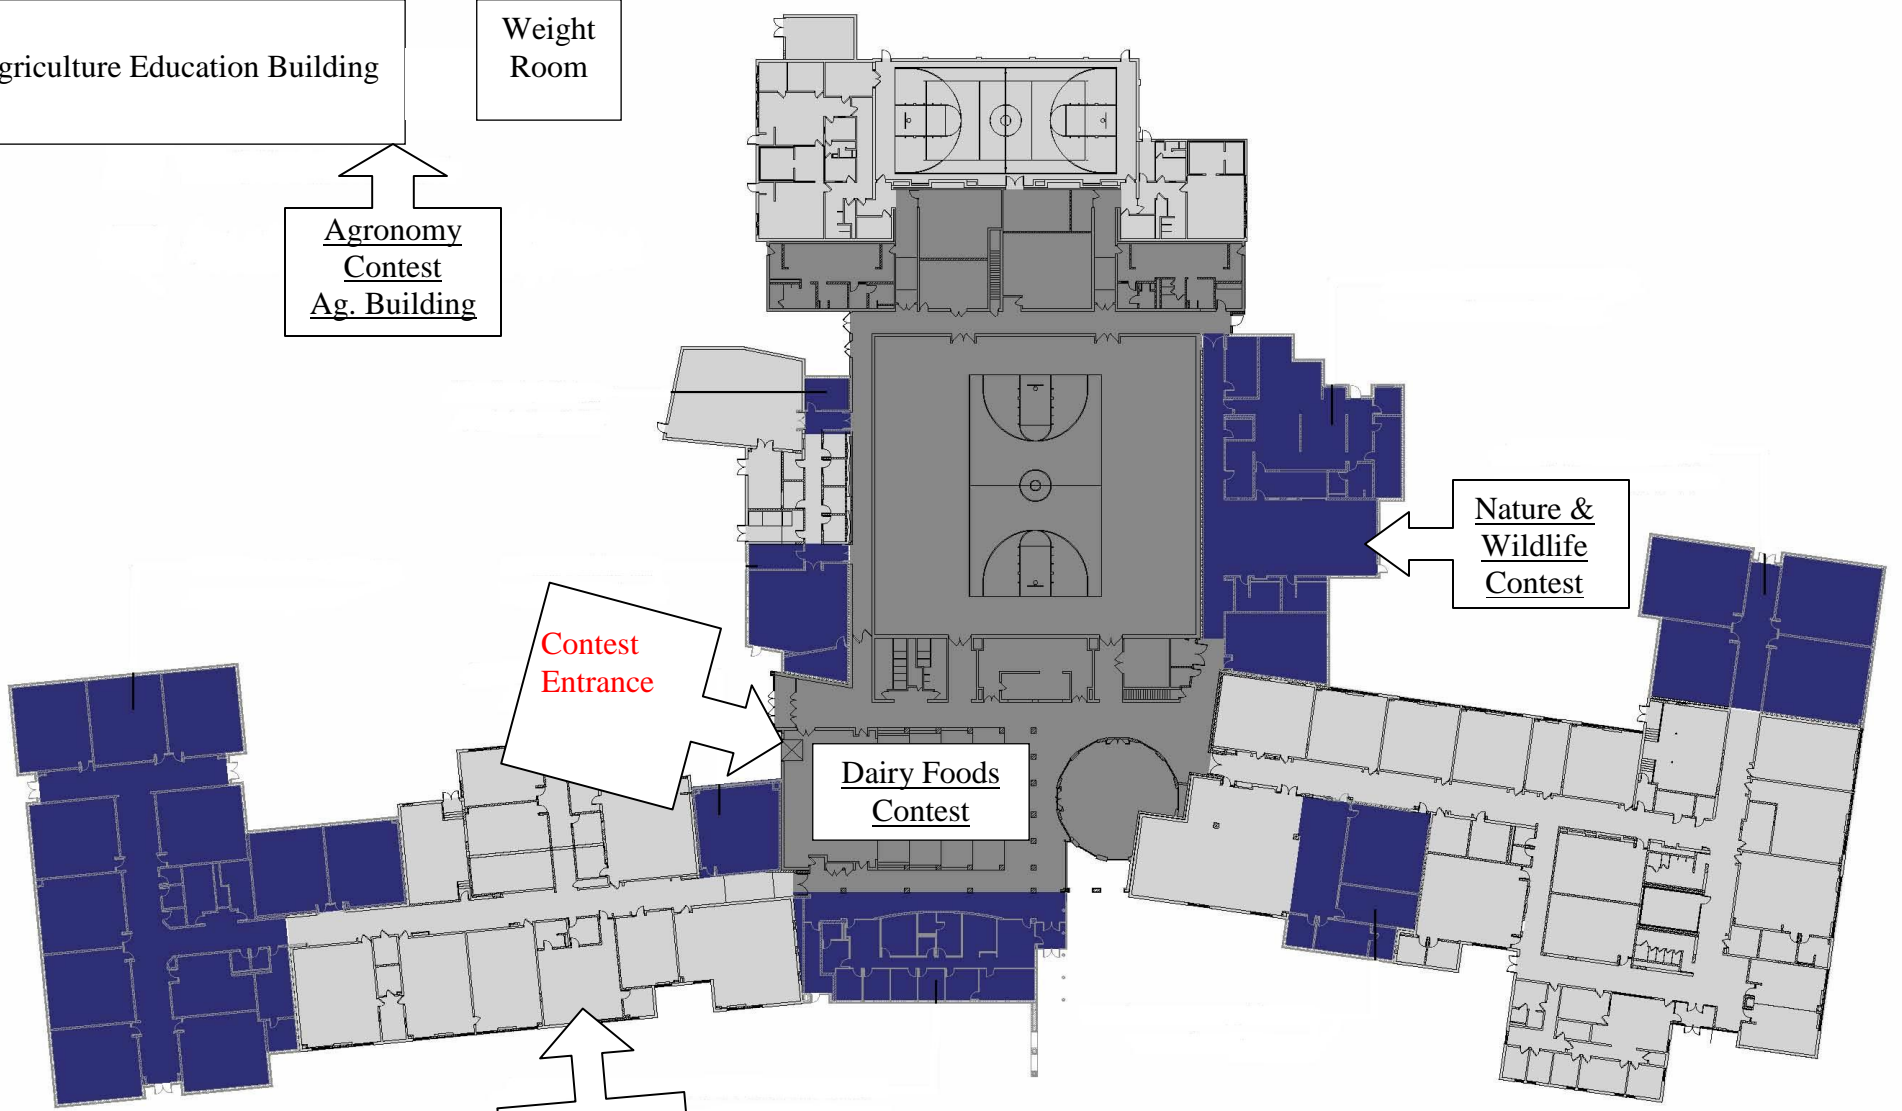 griculture Education Building
Weight
Room
Agronomy
Contest
Ag. Building
Nature &
Wildlife
Contest
Contest
Entrance
Dairy Foods
Contest